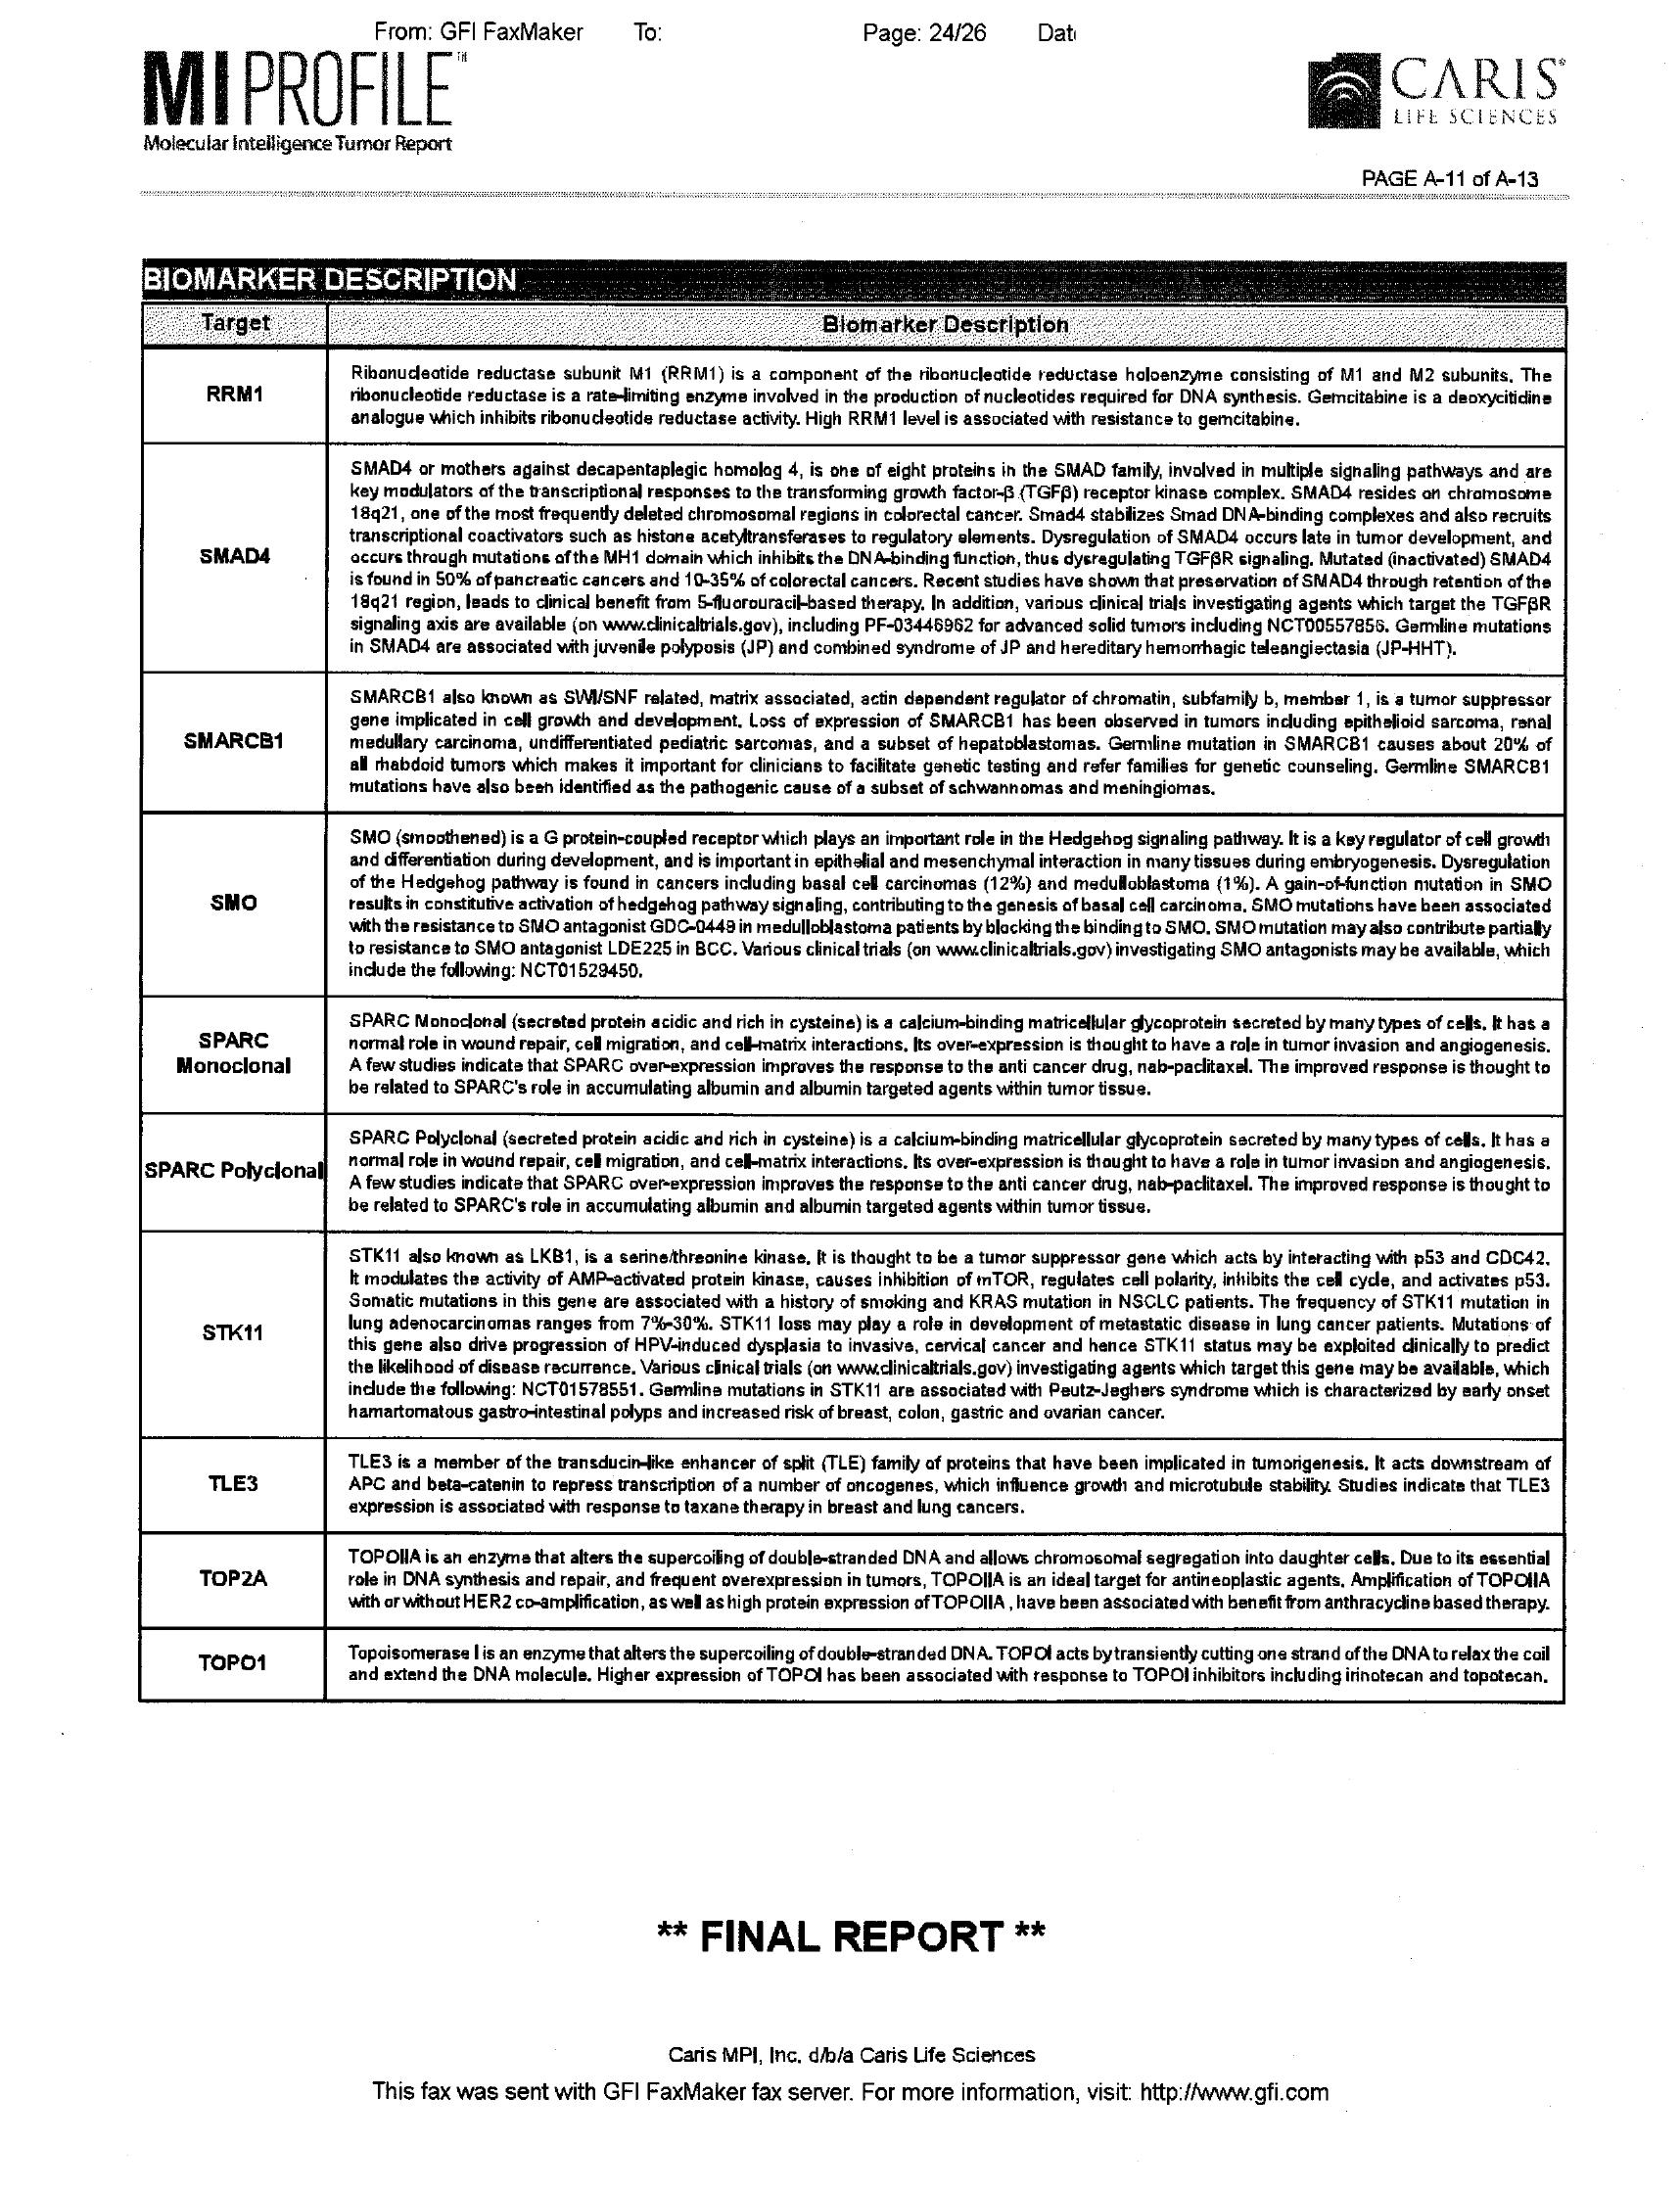 From: GFI FaxMaker To: Page: 24/26 Dat
MI PROFILE™
Molecular Intelligence Tumor Report
CARIS®
LIFE SCIENCES
PAGE A-11 of A-13
BIOMARKER DESCRIPTION
Target Biomarker Description
RRM1
Ribonucleotide reductase subunit M1 (RRM1) is a component of the ribonucleotide reductase holoenzyme consisting of M1 and M2 subunits. The
ribonucleotide reductase is a rate-limiting enzyme involved in the production of nucleotides required for DNA synthesis. Gemcitabine is a deoxycitidine
analogue which inhibits ribonucleotide reductase activity. High RRM1 level is associated with resistance to gemcitabine.
SMAD4
SMAD4 or mothers against decapentaplegic homolog 4, is one of eight proteins in the SMAD family, involved in multiple signaling pathways and are
key modulators of the transcriptional responses to the transforming growth factor-β (TGFβ) receptor kinase complex. SMAD4 resides on chromosome
18q21, one of the most frequently deleted chromosomal regions in colorectal cancer. Smad4 stabilizes Smad DNA-binding complexes and also recruits
transcriptional coactivators such as histone acetyltransferases to regulatory elements. Dysregulation of SMAD4 occurs late in tumor development, and
occurs through mutations of the MH1 domain which inhibits the DNA-binding function, thus dysregulating TGFβR signaling. Mutated (inactivated) SMAD4
is found in 50% of pancreatic cancers and 10-35% of colorectal cancers. Recent studies have shown that preservation of SMAD4 through retention of the
18q21 region, leads to clinical benefit from 5-fluorouracil-based therapy. In addition, various clinical trials investigating agents which target the TGFβR
signaling axis are available (on www.clinicaltrials.gov), including PF-03446962 for advanced solid tumors including NCT00557856. Germline mutations
in SMAD4 are associated with juvenile polyposis (JP) and combined syndrome of JP and hereditary hemorrhagic teleangiectasia (JP-HHT).
SMARCB1
SMARCB1 also known as SWI/SNF related, matrix associated, actin dependent regulator of chromatin, subfamily b, member 1, is a tumor suppressor
gene implicated in cell growth and development. Loss of expression of SMARCB1 has been observed in tumors including epithelioid sarcoma, renal
medullary carcinoma, undifferentiated pediatric sarcomas, and a subset of hepatoblastomas. Germline mutation in SMARCB1 causes about 20% of
all rhabdoid tumors which makes it important for clinicians to facilitate genetic testing and refer families for genetic counseling. Germline SMARCB1
mutations have also been identified as the pathogenic cause of a subset of schwannomas and meningiomas.
SMO
SMO (smoothened) is a G protein-coupled receptor which plays an important role in the Hedgehog signaling pathway. It is a key regulator of cell growth
and differentiation during development, and is important in epithelial and mesenchymal interaction in many tissues during embryogenesis. Dysregulation
of the Hedgehog pathway is found in cancers including basal cell carcinomas (12%) and medulloblastoma (1%). A gain-of-function mutation in SMO
results in constitutive activation of hedgehog pathway signaling, contributing to the genesis of basal cell carcinoma. SMO mutations have been associated
with the resistance to SMO antagonist GDC-0449 in medulloblastoma patients by blocking the binding to SMO. SMO mutation may also contribute partially
to resistance to SMO antagonist LDE225 in BCC. Various clinical trials (on www.clinicaltrials.gov) investigating SMO antagonists may be available, which
include the following: NCT01529450.
SPARC
Monoclonal
SPARC Monoclonal (secreted protein acidic and rich in cysteine) is a calcium-binding matricellular glycoprotein secreted by many types of cells. It has a
normal role in wound repair, cell migration, and cell-matrix interactions. Its over-expression is thought to have a role in tumor invasion and angiogenesis.
A few studies indicate that SPARC over-expression improves the response to the anti cancer drug, nab-paclitaxel. The improved response is thought to
be related to SPARC's role in accumulating albumin and albumin targeted agents within tumor tissue.
SPARC Polyclonal
SPARC Polyclonal (secreted protein acidic and rich in cysteine) is a calcium-binding matricellular glycoprotein secreted by many types of cells. It has a
normal role in wound repair, cell migration, and cell-matrix interactions. Its over-expression is thought to have a role in tumor invasion and angiogenesis.
A few studies indicate that SPARC over-expression improves the response to the anti cancer drug, nab-paclitaxel. The improved response is thought to
be related to SPARC's role in accumulating albumin and albumin targeted agents within tumor tissue.
STK11
STK11 also known as LKB1, is a serine/threonine kinase. It is thought to be a tumor suppressor gene which acts by interacting with p53 and CDC42.
It modulates the activity of AMP-activated protein kinase, causes inhibition of mTOR, regulates cell polarity, inhibits the cell cycle, and activates p53.
Somatic mutations in this gene are associated with a history of smoking and KRAS mutation in NSCLC patients. The frequency of STK11 mutation in
lung adenocarcinomas ranges from 7%-30%. STK11 loss may play a role in development of metastatic disease in lung cancer patients. Mutations of
this gene also drive progression of HPV-induced dysplasia to invasive, cervical cancer and hence STK11 status may be exploited clinically to predict
the likelihood of disease recurrence. Various clinical trials (on www.clinicaltrials.gov) investigating agents which target this gene may be available, which
include the following: NCT01578551. Germline mutations in STK11 are associated with Peutz-Jeghers syndrome which is characterized by early onset
hamartomatous gastro-intestinal polyps and increased risk of breast, colon, gastric and ovarian cancer.
TLE3
TLE3 is a member of the transducin-like enhancer of split (TLE) family of proteins that have been implicated in tumorigenesis. It acts downstream of
APC and beta-catenin to repress transcription of a number of oncogenes, which influence growth and microtubule stability. Studies indicate that TLE3
expression is associated with response to taxane therapy in breast and lung cancers.
TOP2A
TOPOIIA is an enzyme that alters the supercoiling of double-stranded DNA and allows chromosomal segregation into daughter cells. Due to its essential
role in DNA synthesis and repair, and frequent overexpression in tumors, TOPOIIA is an ideal target for antineoplastic agents. Amplification of TOPOIIA
with or without HER2 co-amplification, as well as high protein expression of TOPOIIA , have been associated with benefit from anthracycline based therapy.
TOPO1
Topoisomerase I is an enzyme that alters the supercoiling of double-stranded DNA. TOPOI acts by transiently cutting one strand of the DNA to relax the coil
and extend the DNA molecule. Higher expression of TOPOI has been associated with response to TOPOI inhibitors including irinotecan and topotecan.
** FINAL REPORT **
Caris MPI, Inc. d/b/a Caris Life Sciences
This fax was sent with GFI FaxMaker fax server. For more information, visit: http://www.gfi.com